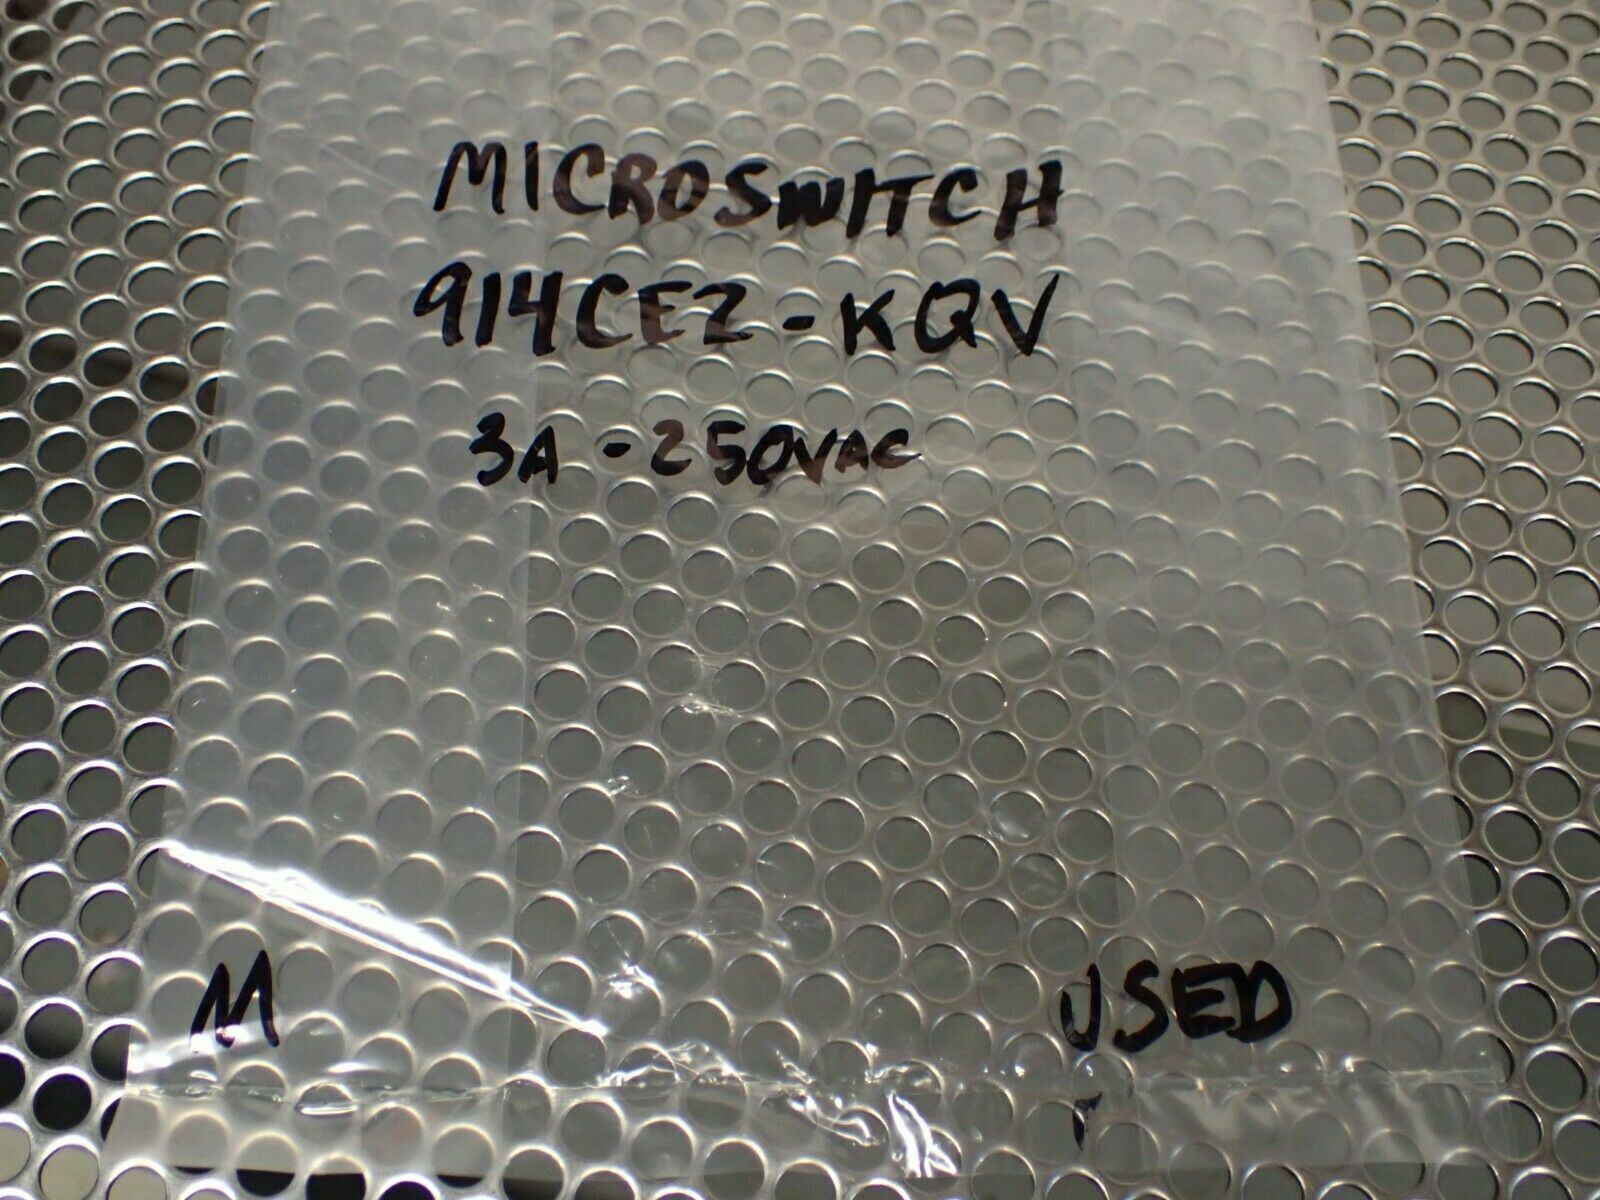 MICROSWITCH
914CE2-KQV
3A-250VAC
M USED